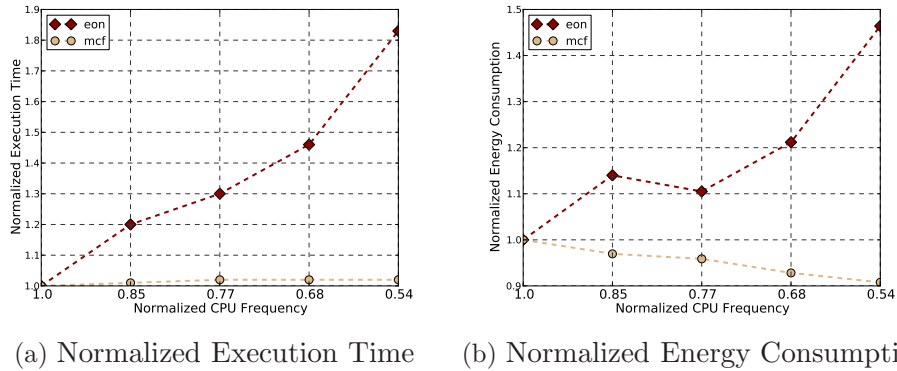 1.9
1.8
1.7
1.6
1.5
1.4
1.3
1.2
1.1
1.0
Normalized Execution Time
eon
mcf
1.0 0.85 0.77 0.68 0.54
Normalized CPU Frequency
1.5
1.4
1.3
1.2
1.1
1.0
0.9
Normalized Energy Consumption
eon
mcf
1.0 0.85 0.77 0.68 0.54
Normalized CPU Frequency
(a) Normalized Execution Time
(b) Normalized Energy Consumpti